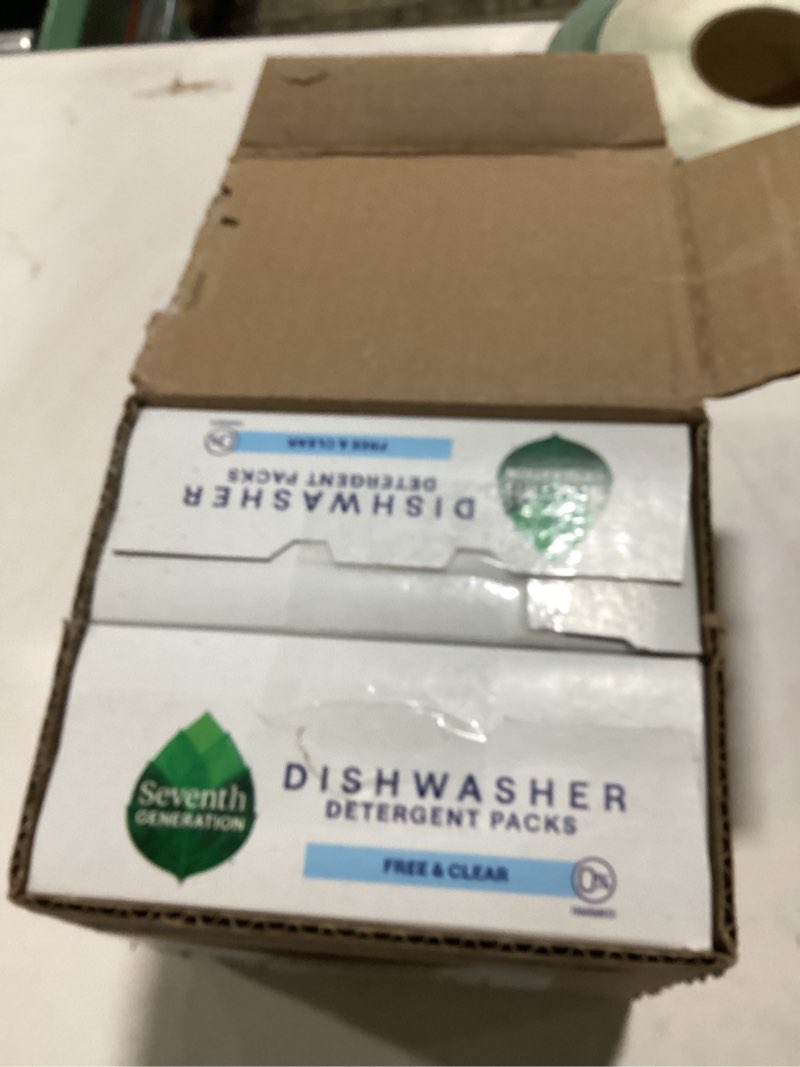 FREE & CLEAR
DETERGENT PACKS
DISHWASHER
Seventh
GENERATION
DISHWASHER
DETERGENT PACKS
FREE & CLEAR
0%